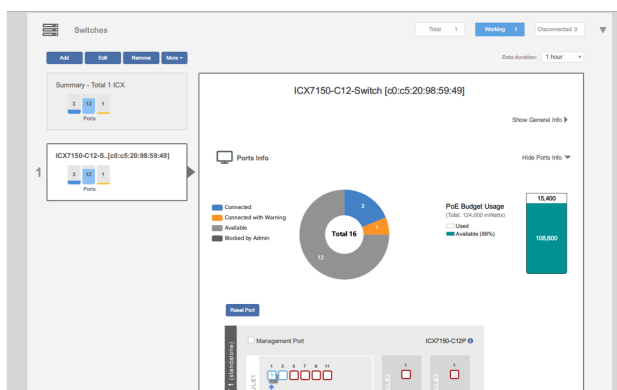 Switches
Total 1
Working 1
Disconnected 0
Add
Edit
Remove
More
Data duration: 1 hour
Summary - Total 1 ICX
3 12 1
Ports
ICX7150-C12-S..[c0:c5:20:98:59:49]
1
3 12 1
Ports
ICX7150-C12-Switch [c0:c5:20:98:59:49]
Show General Info
Ports Info
Hide Ports Info
Connected
Connected with Warning
Available
Blocked by Admin
3
1
Total 16
12
PoE Budget Usage
(Total: 124,000 mWatts)
Used
Available (88%)
15,400
108,600
Reset Port
1 (standalone)
Management Port
ICX7150-C12P
1 3 5 7 9 11
1
1